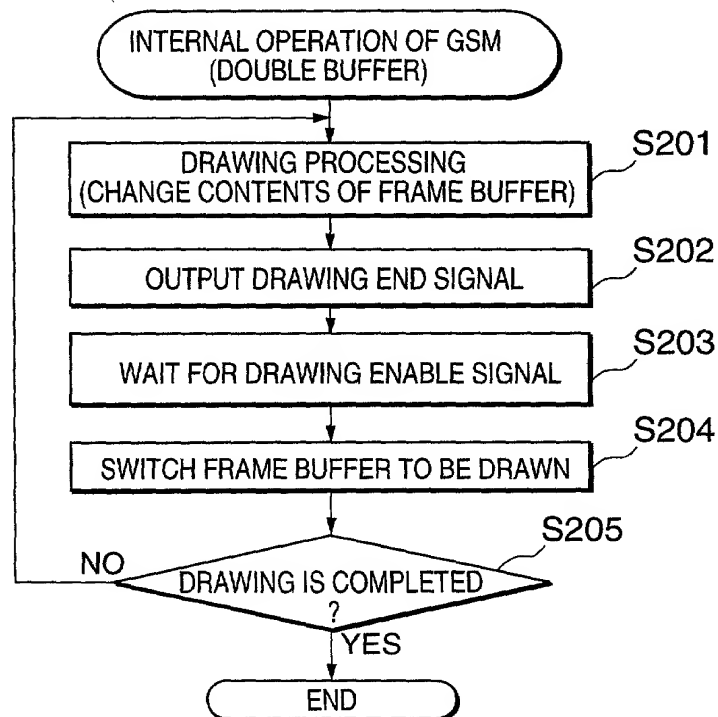 INTERNAL OPERATION OF GSM
(DOUBLE BUFFER)
S201
DRAWING PROCESSING
(CHANGE CONTENTS OF FRAME BUFFER)
S202
OUTPUT DRAWING END SIGNAL
S203
WAIT FOR DRAWING ENABLE SIGNAL
S204
SWITCH FRAME BUFFER TO BE DRAWN
S205
NO
DRAWING IS COMPLETED
?
YES
END